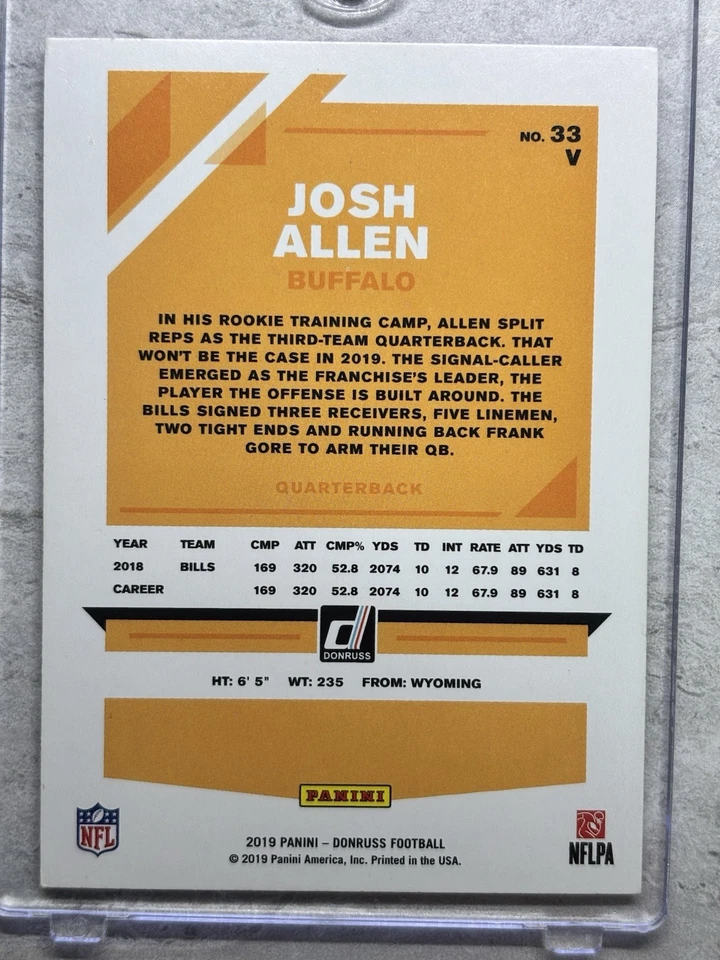 NO. 33
V
JOSH
ALLEN
BUFFALO
IN HIS ROOKIE TRAINING CAMP, ALLEN SPLIT
REPS AS THE THIRD-TEAM QUARTERBACK. THAT
WON'T BE THE CASE IN 2019. THE SIGNAL-CALLER
EMERGED AS THE FRANCHISE'S LEADER, THE
PLAYER THE OFFENSE IS BUILT AROUND. THE
BILLS SIGNED THREE RECEIVERS, FIVE LINEMEN,
TWO TIGHT ENDS AND RUNNING BACK FRANK
GORE TO ARM THEIR QB.
QUARTERBACK
YEAR TEAM CMP ATT CMP% YDS TD INT RATE ATT YDS TD
2018 BILLS 169 320 52.8 2074 10 12 67.9 89 631 8
CAREER 169 320 52.8 2074 10 12 67.9 89 631 8
d
DONRUSS
HT: 6' 5" WT: 235 FROM: WYOMING
PANINI
NFL
2019 PANINI – DONRUSS FOOTBALL
© 2019 Panini America, Inc. Printed in the USA.
NFLPA